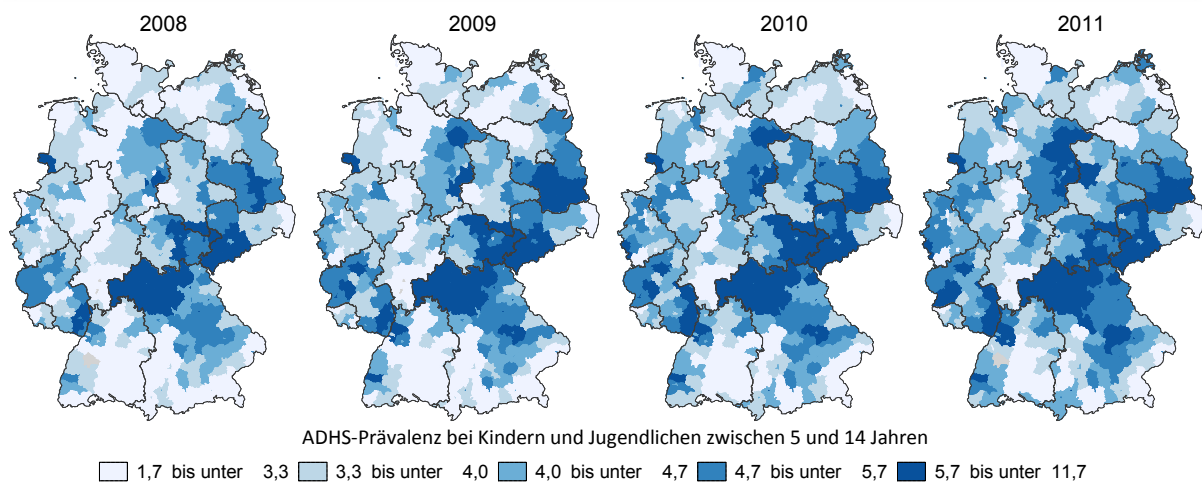 2008 2009 2010 2011
ADHS-Prävalenz bei Kindern und Jugendlichen zwischen 5 und 14 Jahren
1,7 bis unter 3,3 3,3 bis unter 4,0 4,0 bis unter 4,7 4,7 bis unter 5,7 5,7 bis unter 11,7